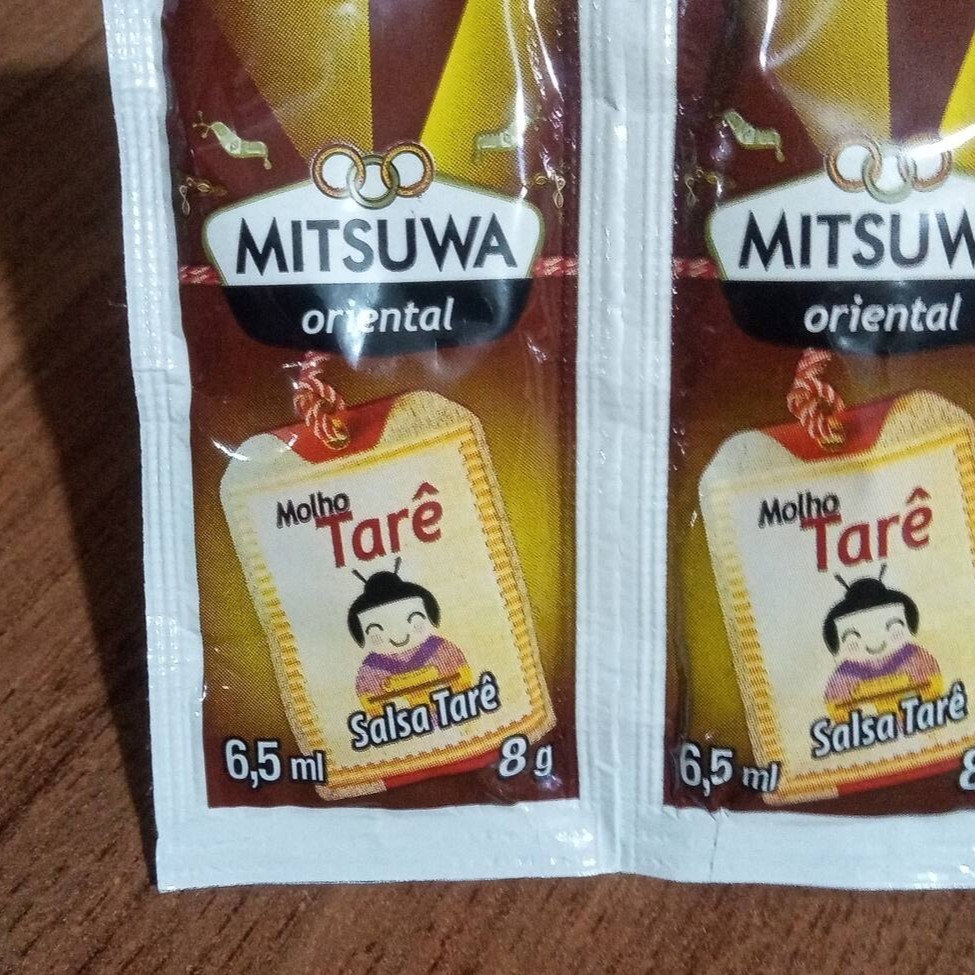 MITSUWA
oriental
Molho
Tarê
Salsa Tarê
6,5 ml
8 g
MITSUW
oriental
Molho
Tarê
Salsa Tarê
6,5 ml
8